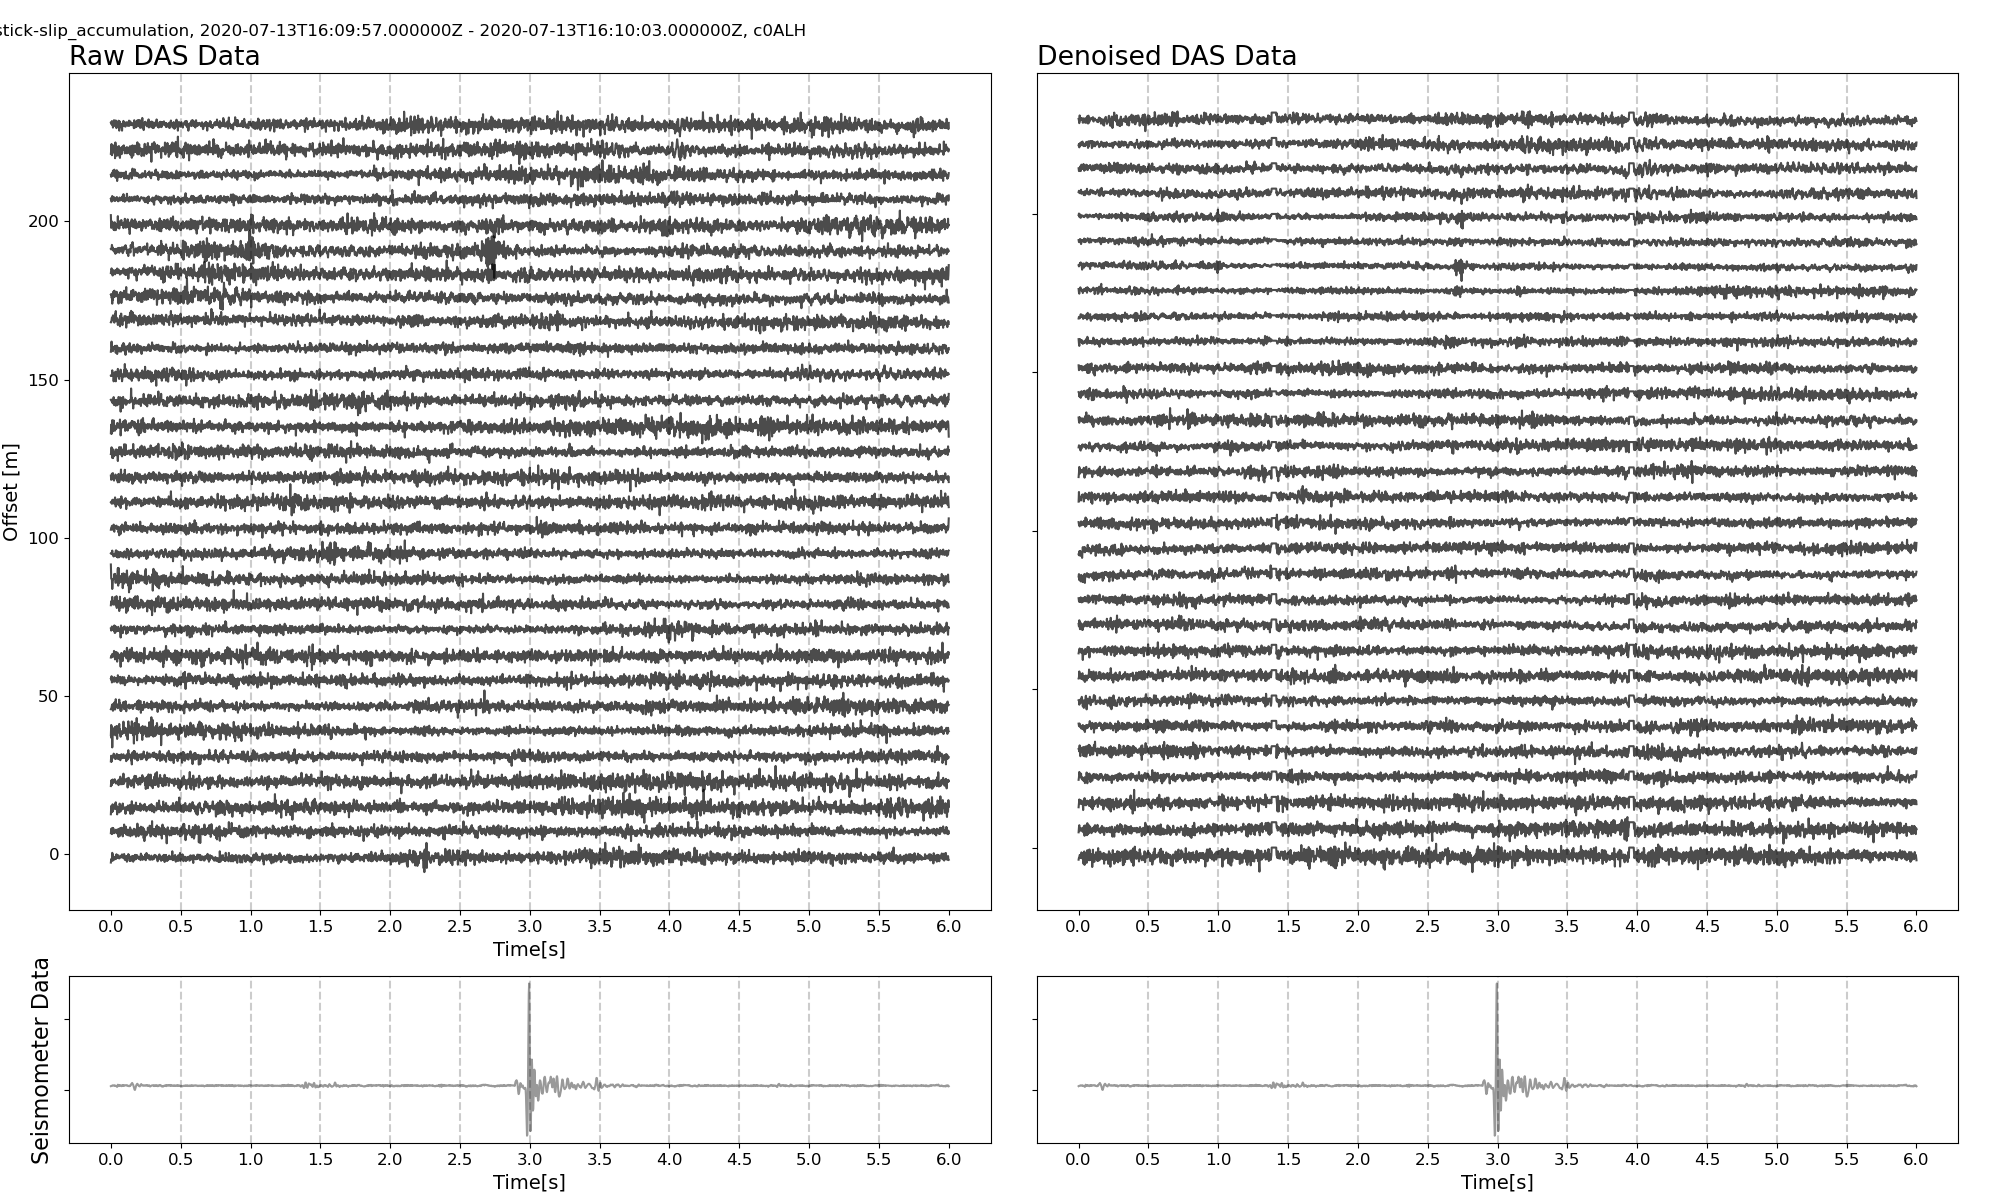 stick-slip_accumulation, 2020-07-13T16:09:57.000000Z - 2020-07-13T16:10:03.000000Z, c0ALH
Raw DAS Data
Denoised DAS Data
Offset [m]
200
150
100
50
0
0.0 0.5 1.0 1.5 2.0 2.5 3.0 3.5 4.0 4.5 5.0 5.5 6.0
Time[s]
0.0 0.5 1.0 1.5 2.0 2.5 3.0 3.5 4.0 4.5 5.0 5.5 6.0
Seismometer Data
0.0 0.5 1.0 1.5 2.0 2.5 3.0 3.5 4.0 4.5 5.0 5.5 6.0
Time[s]
0.0 0.5 1.0 1.5 2.0 2.5 3.0 3.5 4.0 4.5 5.0 5.5 6.0
Time[s]